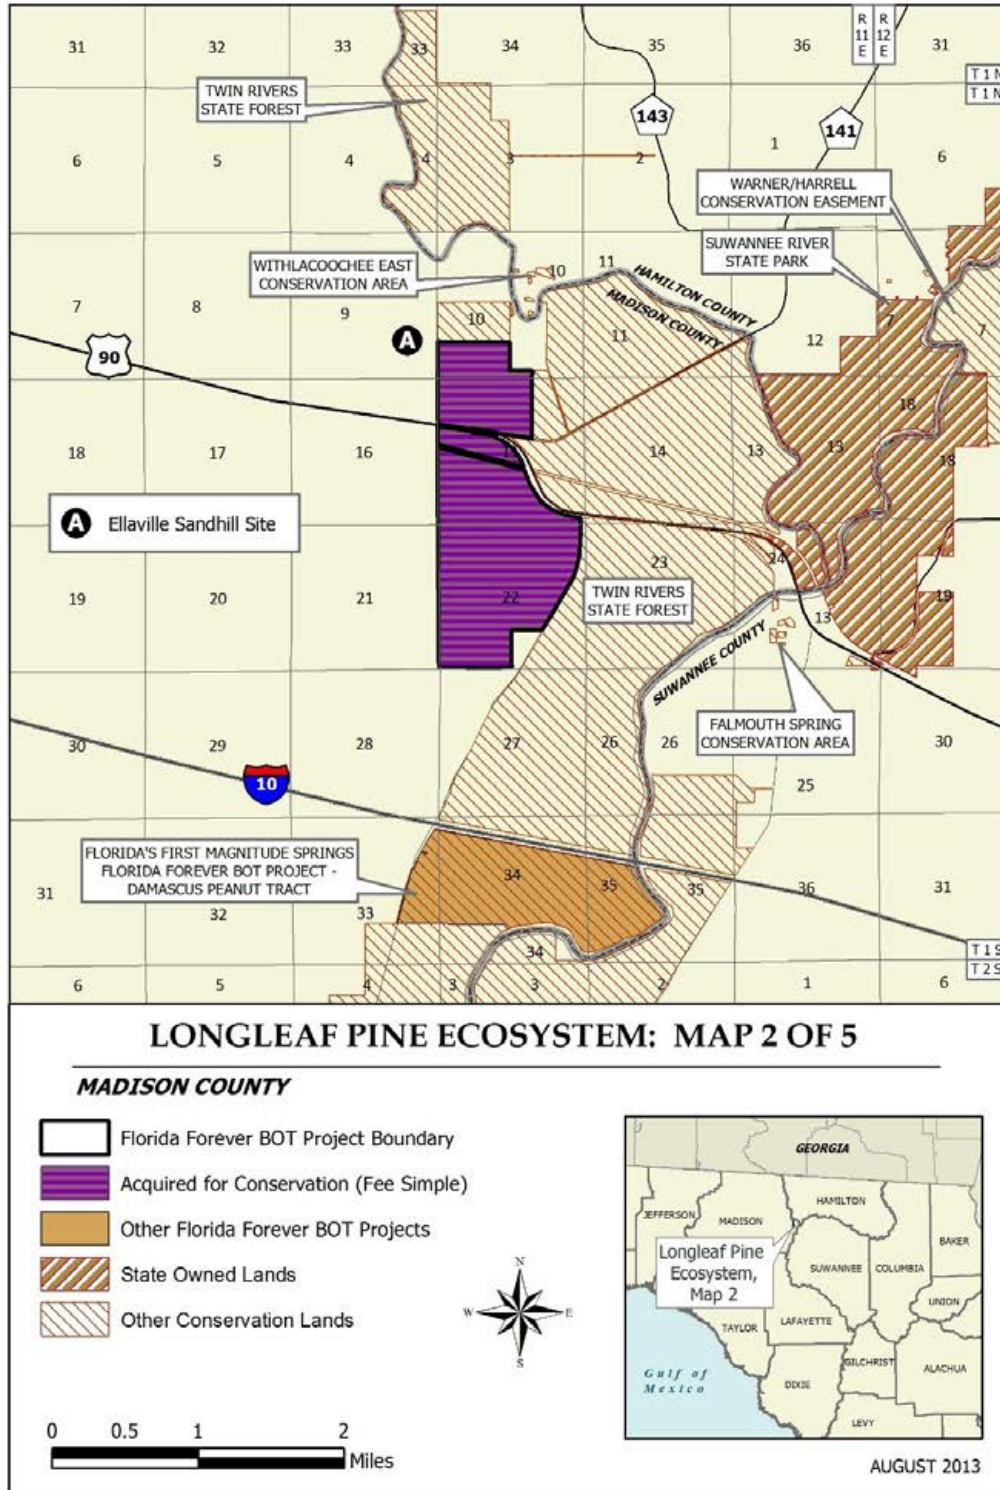 31 32 33 33 34 35 36 R 11 E R 12 E 31
T 1 N
T 1 N
TWIN RIVERS
STATE FOREST
143
141
6 5 4 4 3 2 1 6
WARNER/HARRELL
CONSERVATION EASEMENT
SUWANNEE RIVER
STATE PARK
WITHLACOOCHEE EAST
CONSERVATION AREA
10 11
HAMILTON COUNTY
MADISON COUNTY
7 8 9 10 11 12 7 7
A
90
18 17 16 14 13 13 18 18
A Ellaville Sandhill Site
19 20 21 22 23 24 13 19
TWIN RIVERS
STATE FOREST
SUWANNEE COUNTY
FALMOUTH SPRING
CONSERVATION AREA
30 29 28 27 26 26 25 30
10
FLORIDA'S FIRST MAGNITUDE SPRINGS
FLORIDA FOREVER BOT PROJECT -
DAMASCUS PEANUT TRACT
31 32 33 34 35 35 36 31
34
T 1 S
T 2 S
6 5 4 3 3 2 1 6
LONGLEAF PINE ECOSYSTEM: MAP 2 OF 5
MADISON COUNTY
Florida Forever BOT Project Boundary
Acquired for Conservation (Fee Simple)
Other Florida Forever BOT Projects
State Owned Lands
Other Conservation Lands
N
W E
S
0 0.5 1 2
Miles
GEORGIA
JEFFERSON
MADISON
HAMILTON
BAKER
Longleaf Pine
Ecosystem,
Map 2
SUWANNEE
COLUMBIA
UNION
TAYLOR
LAFAYETTE
GILCHRIST
ALACHUA
Gulf of
Mexico
DIXIE
LEVY
AUGUST 2013